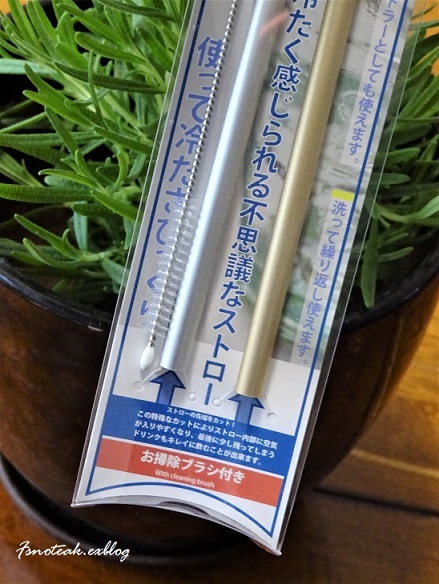 ラーとしても使えます。
洗って繰り返し使えます。
冷たく感じられる不思議なストロー
使って冷たさびっくり
ストローの先端をカット！
この特殊なカットによりストロー内部に空気
が入りやすくなり、最後に少し残ってしまう
ドリンクもキレイに飲むことが出来ます。
お掃除ブラシ付き
With cleaning brush
73noteak.exblog